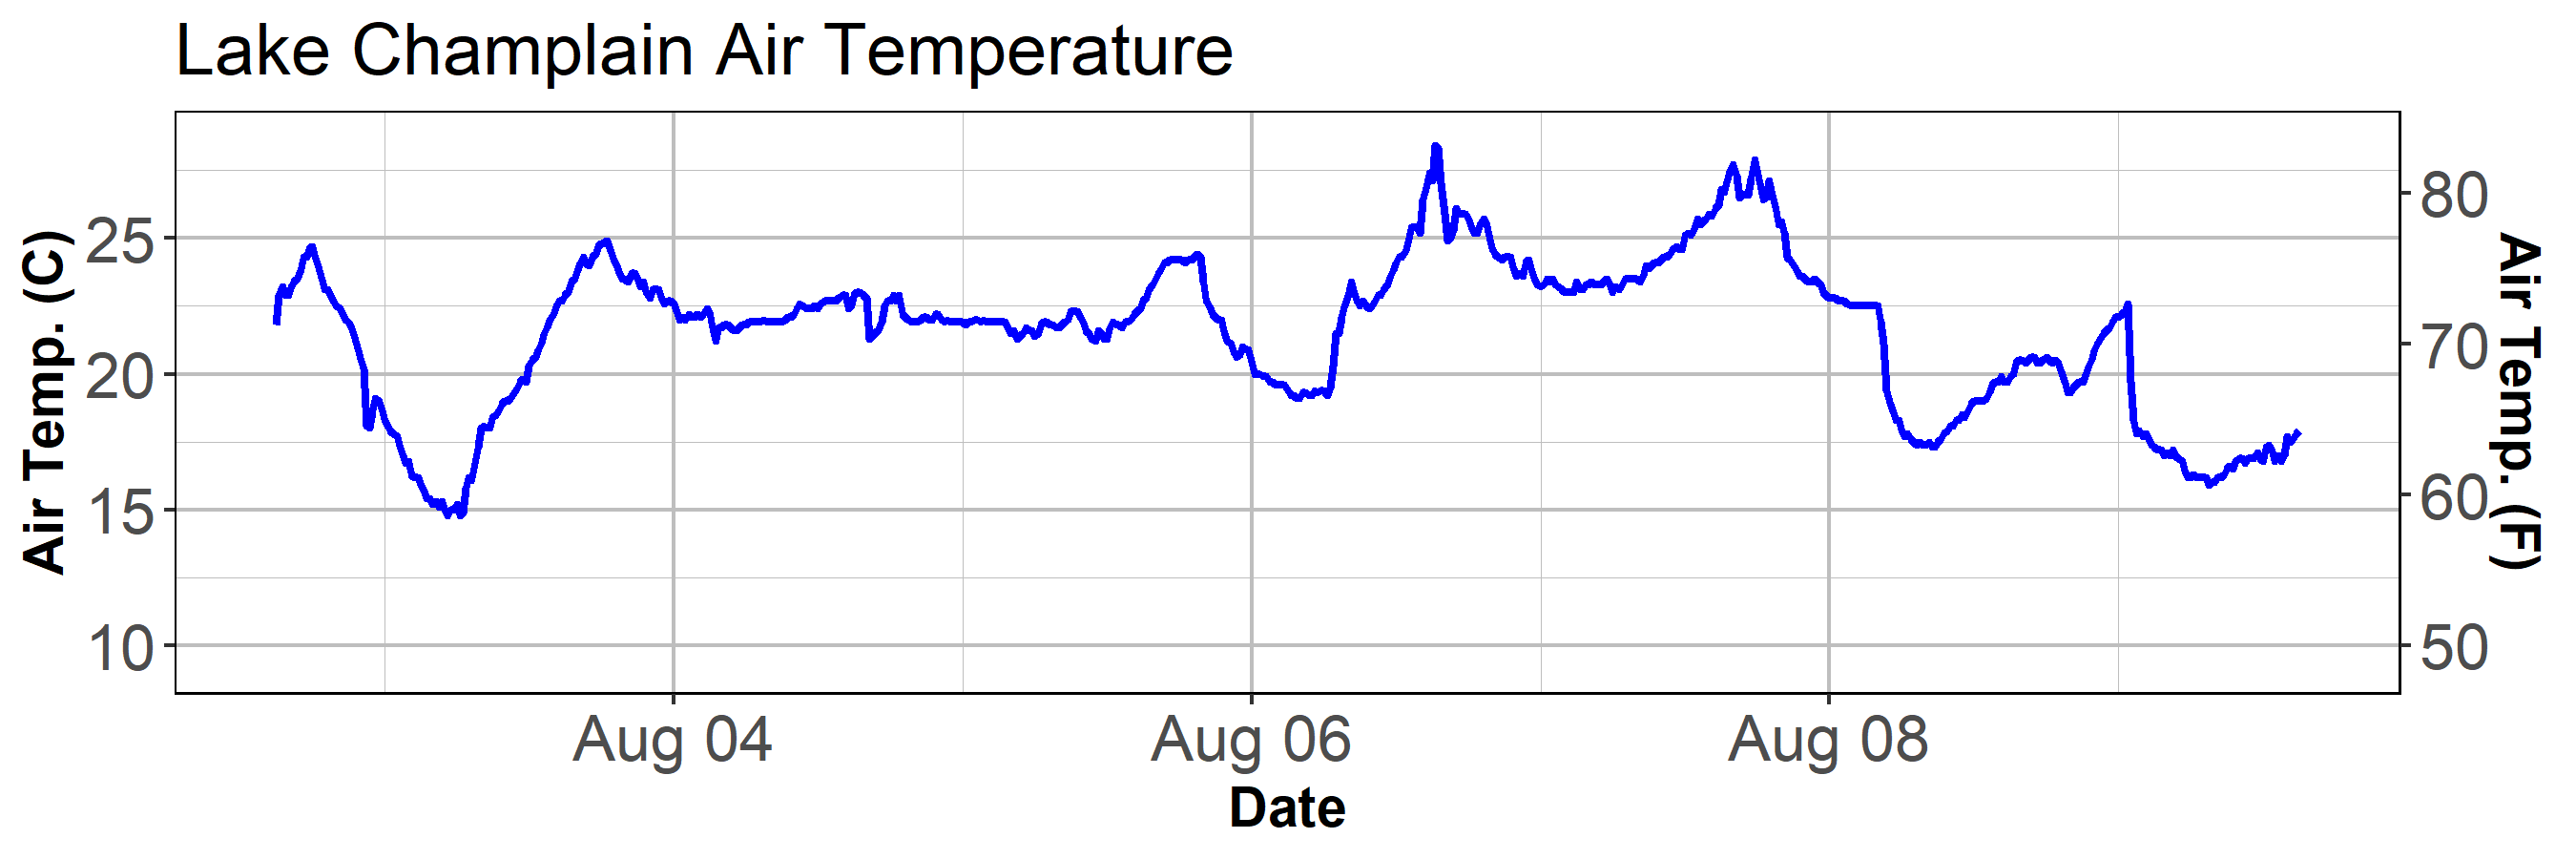 Lake Champlain Air Temperature
Air Temp. (C)
25
20
15
10
80
70
60
50
Air Temp. (F)
Aug 04
Aug 06
Aug 08
Date